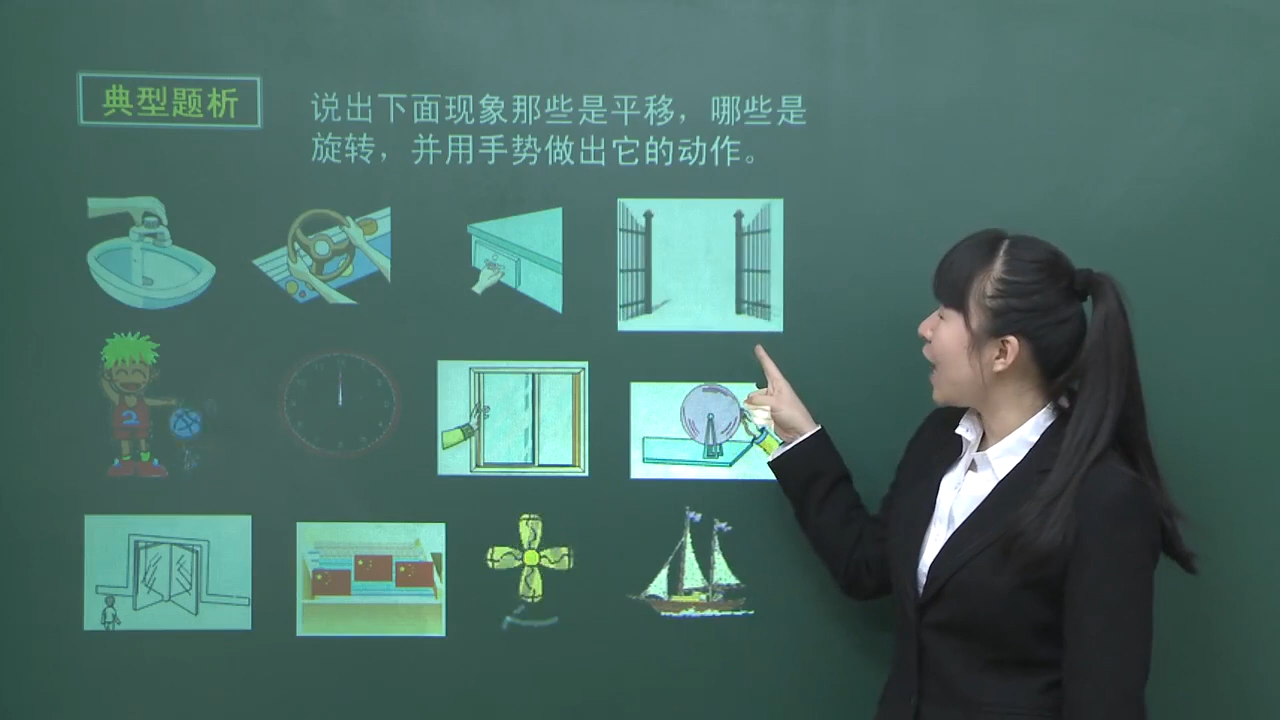 典型题析
说出下面现象那些是平移，哪些是
旋转，并用手势做出它的动作。
2